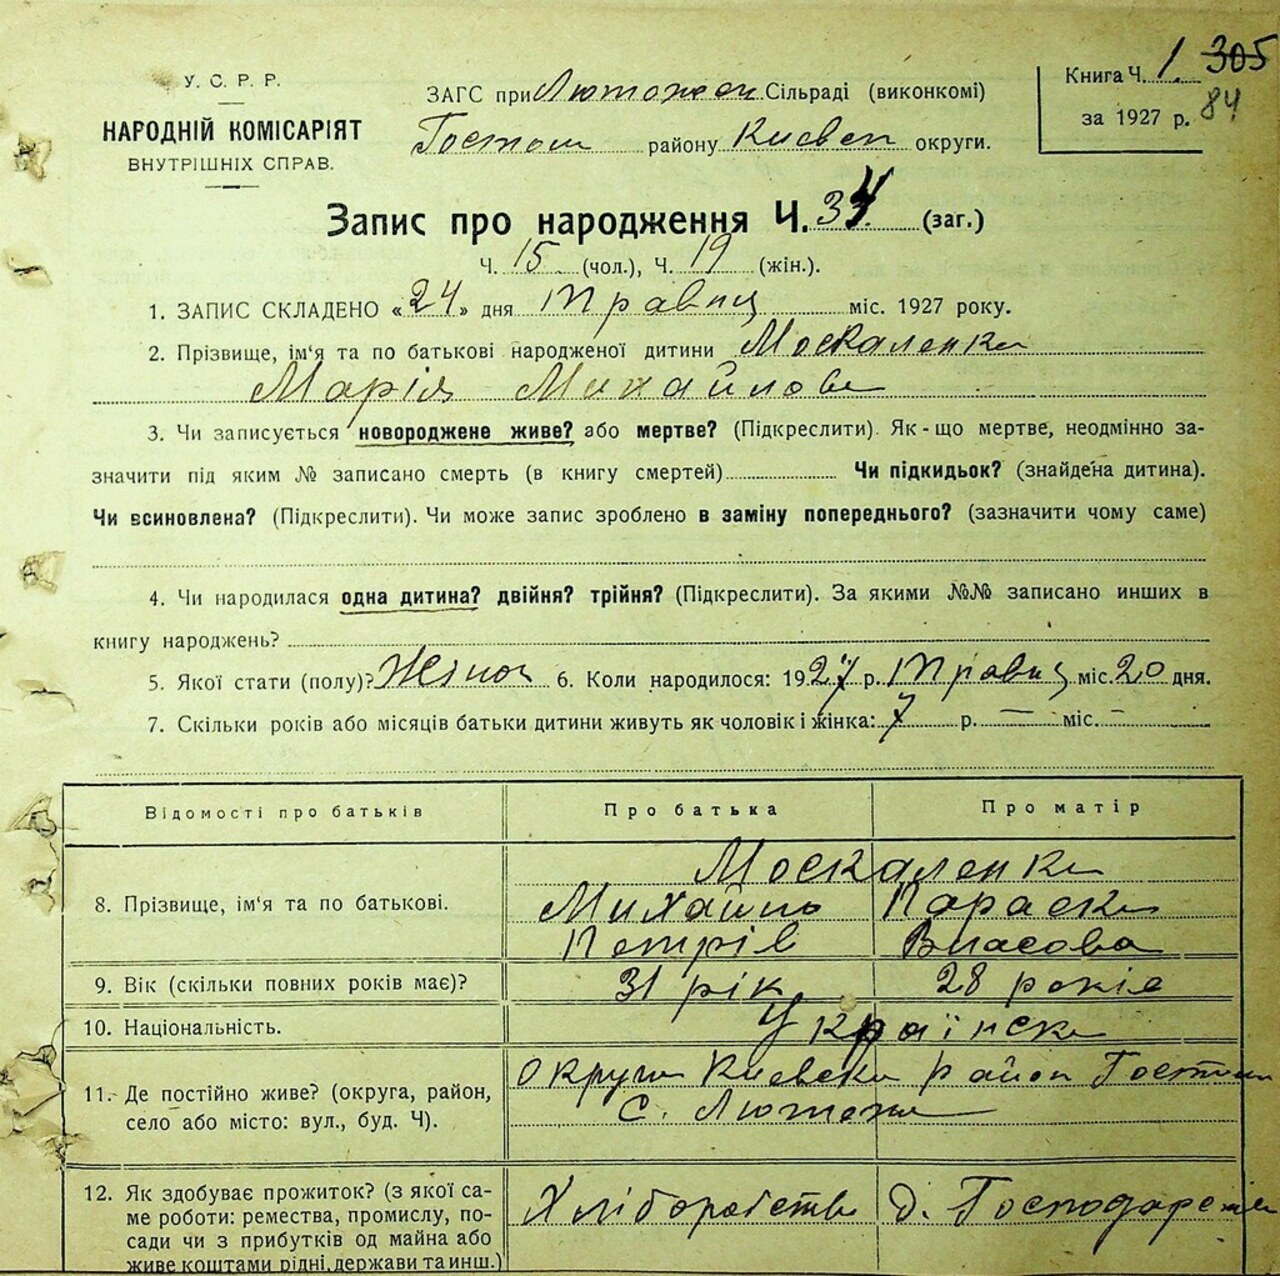 У. С. Р. Р.
НАРОДНІЙ КОМІСАРІЯТ
ВНУТРІШНІХ СПРАВ.
ЗАГС при Лютожен Сільраді (виконкомі)
Гостом району Киевск округи.
Книга Ч. 1. 305
за 1927 р. 84
Запис про народження Ч. 34. (заг.)
Ч. 15 (чол.), Ч. 19 (жін.).
1. ЗАПИС СКЛАДЕНО «24» дня Травня міс. 1927 року.
2. Прізвище, ім'я та по батькові народженої дитини Москаленко
Марія Михайлова
3. Чи записується новороджене живе? або мертве? (Підкреслити). Як-що мертве, неодмінно за-
значити під яким № записано смерть (в книгу смертей) Чи підкидьок? (знайдена дитина).
Чи всиновлена? (Підкреслити). Чи може запис зроблено в заміну попереднього? (зазначити чому саме)
4. Чи народилася одна дитина? двійня? трійня? (Підкреслити). За якими №№ записано инших в
книгу народжень?
5. Якої стати (полу)? Жіноч 6. Коли народилося: 1927 р. Травня міс. 20 дня.
7. Скільки років або місяців батьки дитини живуть як чоловік і жінка: 7 р. — міс. —
Відомості про батьків Про батька Про матір
Москаленко
8. Прізвище, ім'я та по батькові. Михайло Параска
Петрів Власова
9. Вік (скільки повних років має)? 31 рік 28 років
10. Національність. Українск
11. Де постійно живе? (округа, район, округи Киевски район Гостом
село або місто: вул., буд. Ч). с. Лютеж
12. Як здобуває прожиток? (з якої са- Хліборобство д. Господарст
ме роботи: ремества, промислу, по-
сади чи з прибутків од майна або
живе коштами рідні, держави та инш.)